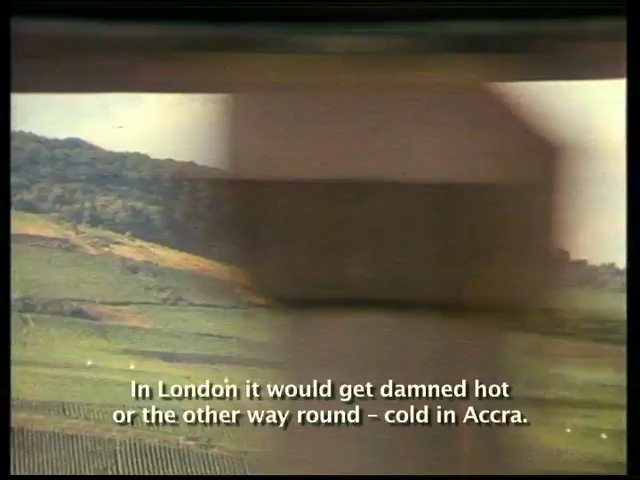 In London it would get damned hot
or the other way round – cold in Accra.